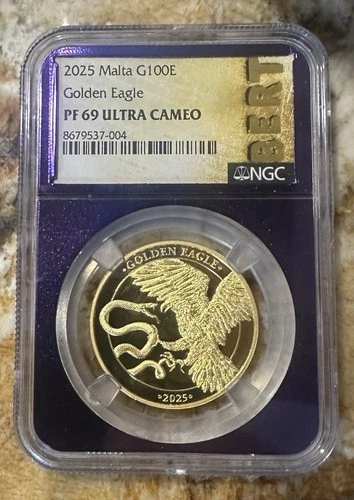 2025 Malta G100E
Golden Eagle
PF 69 ULTRA CAMEO
8679537-004
BERT
NGC
·GOLDEN EAGLE·
2025